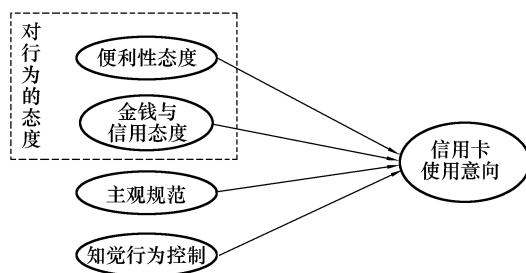 对行为的态度
便利性态度
金钱与
信用态度
主观规范
知觉行为控制
信用卡
使用意向